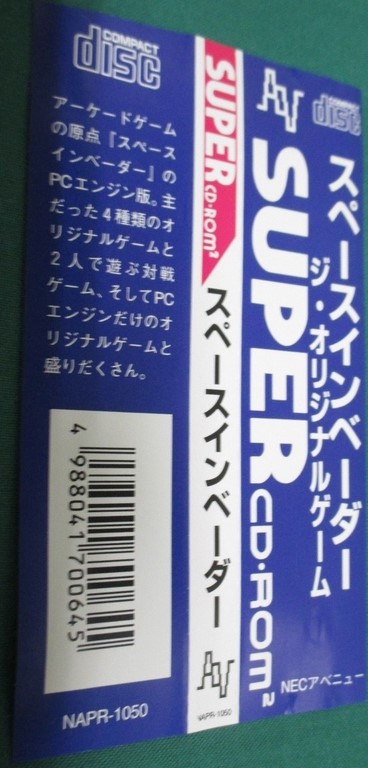 COMPACT
disc
アーケードゲーム
の原点『スペース
インベーダー』の
PCエンジン版。主
だった4種類のオ
リジナルゲームと
2人で遊ぶ対戦
ゲーム、そしてPC
エンジンだけのオ
リジナルゲームと
盛りだくさん。
4 988041 700645
NAPR-1050
SUPER CD-ROM²
スペースインベーダー
NAPR-1050
COMPACT
disc
SUPER CD-ROM²
スペースインベーダー
ジ・オリジナルゲーム
NECアベニュー